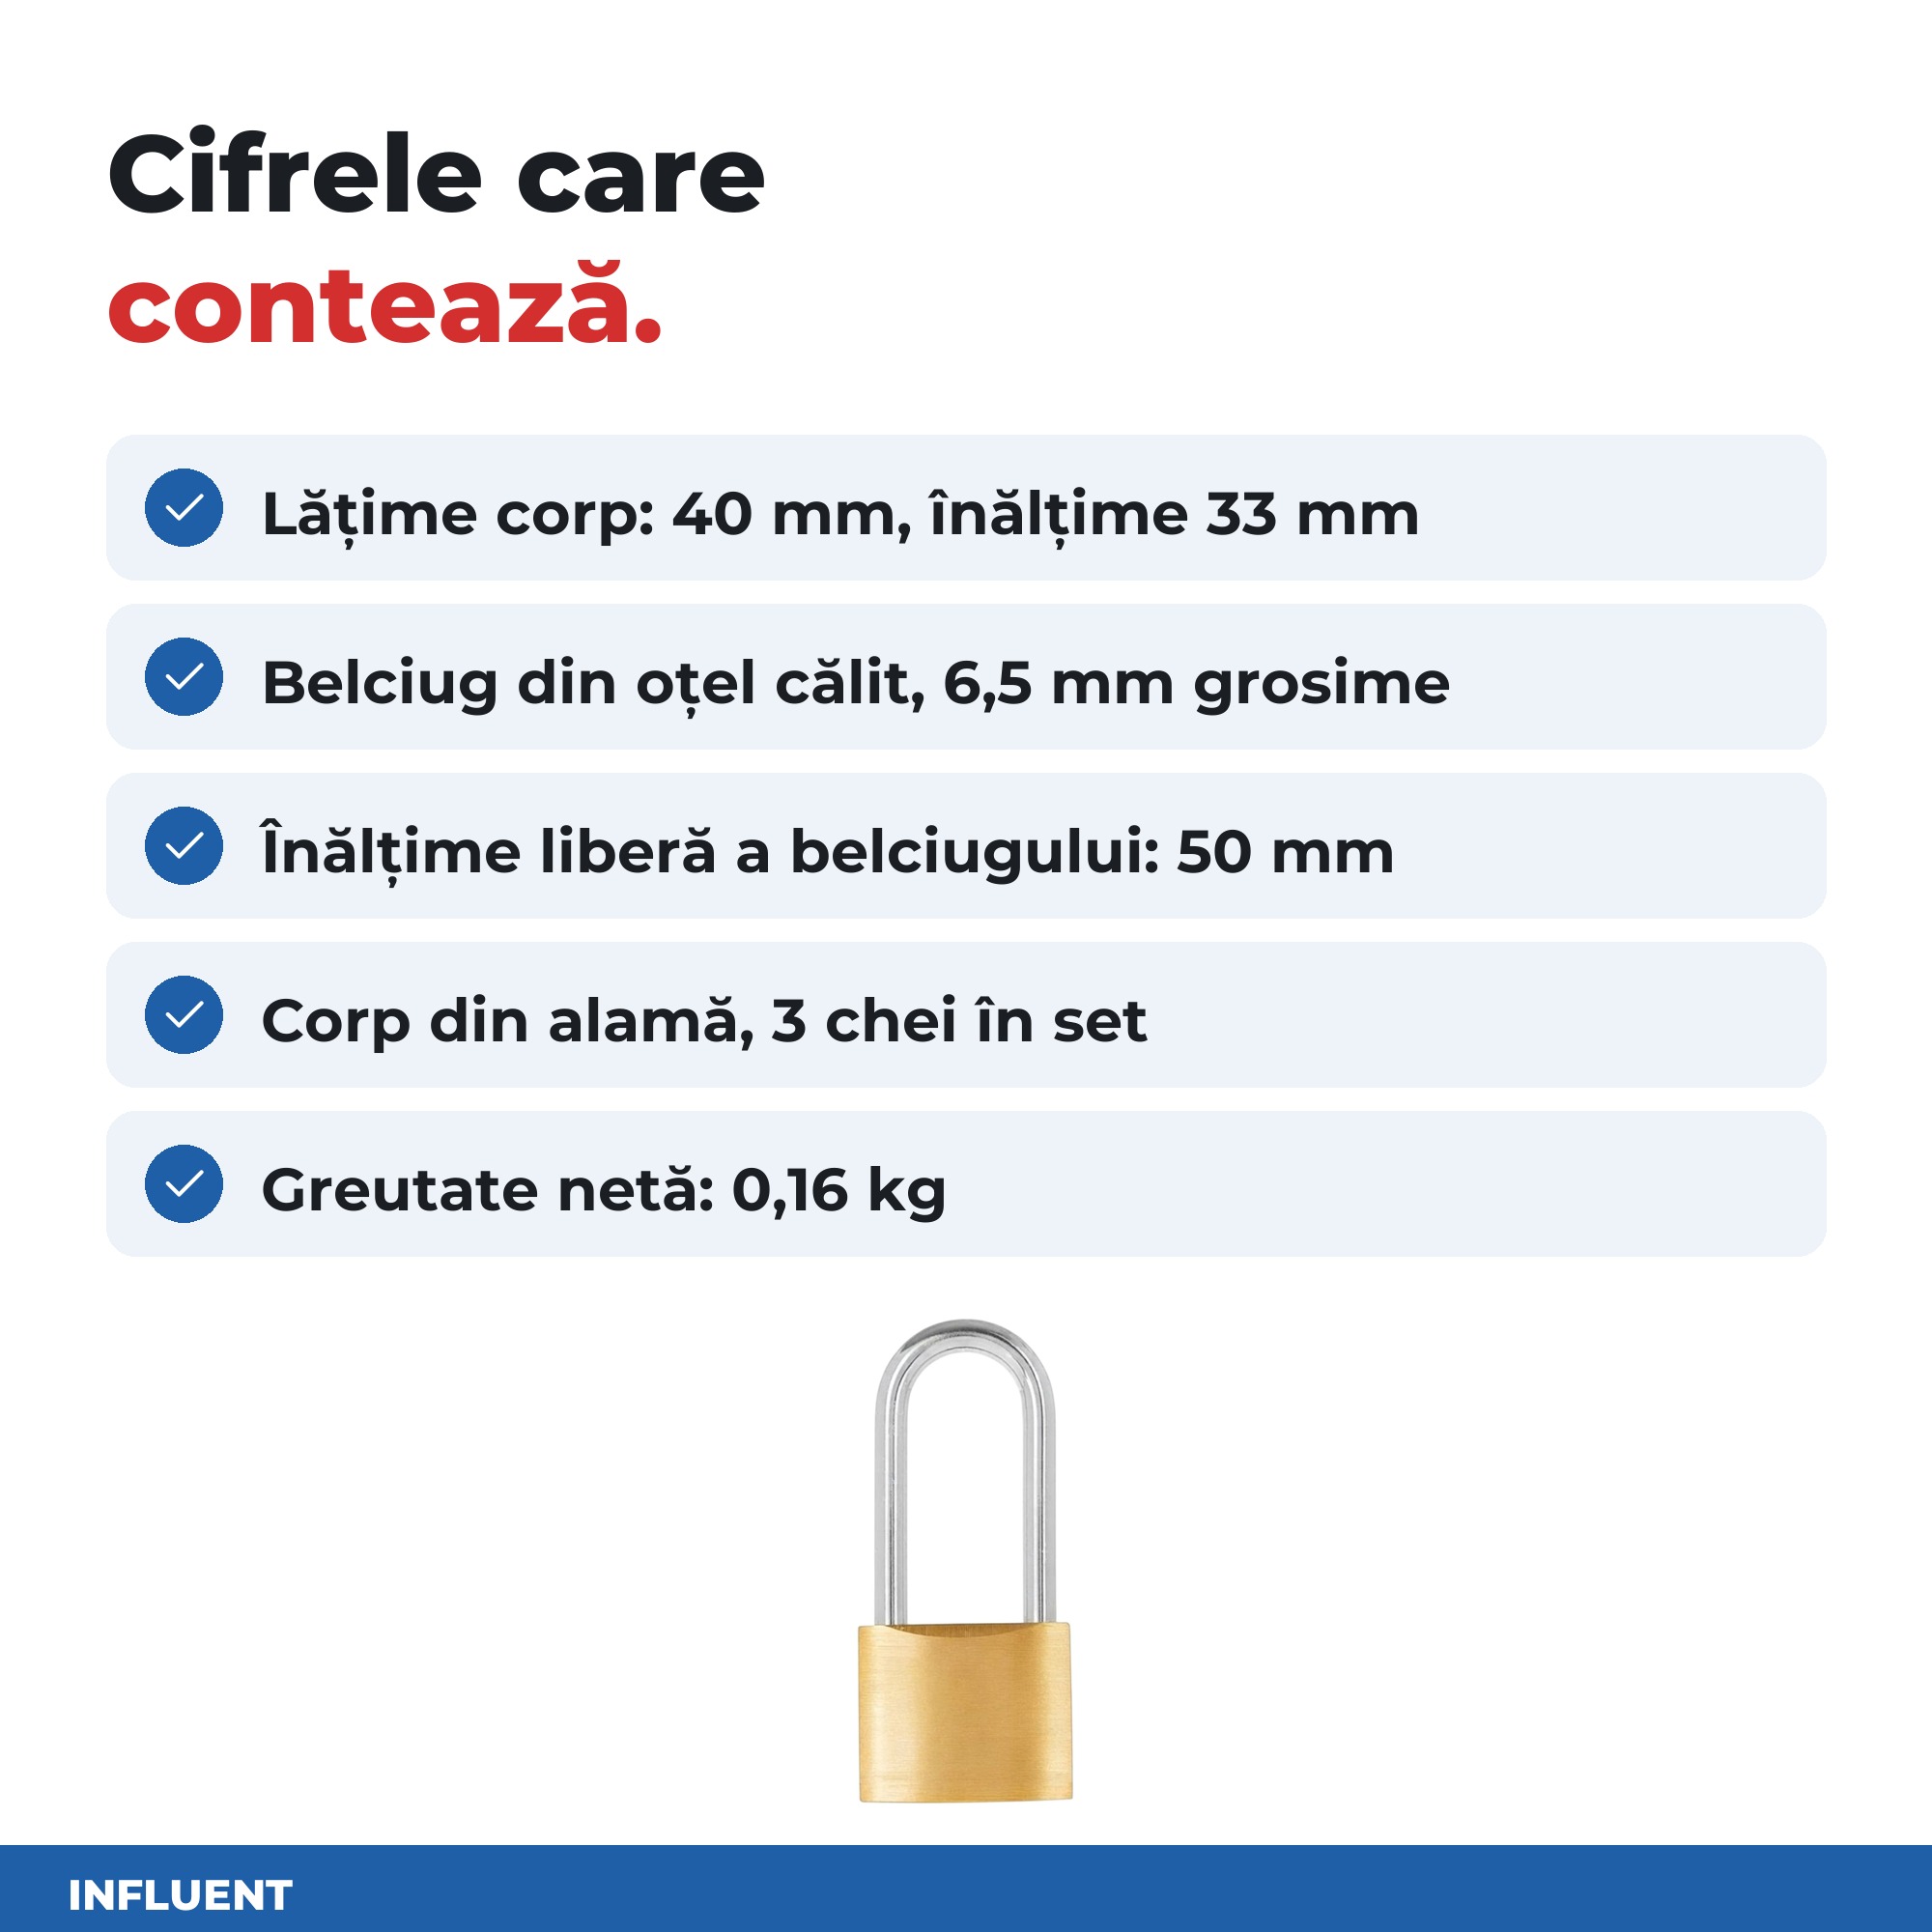 Cifrele care
contează.
Lățime corp: 40 mm, înălțime 33 mm
Belciug din oțel călit, 6,5 mm grosime
Înălțime liberă a belciugului: 50 mm
Corp din alamă, 3 chei în set
Greutate netă: 0,16 kg
INFLUENT